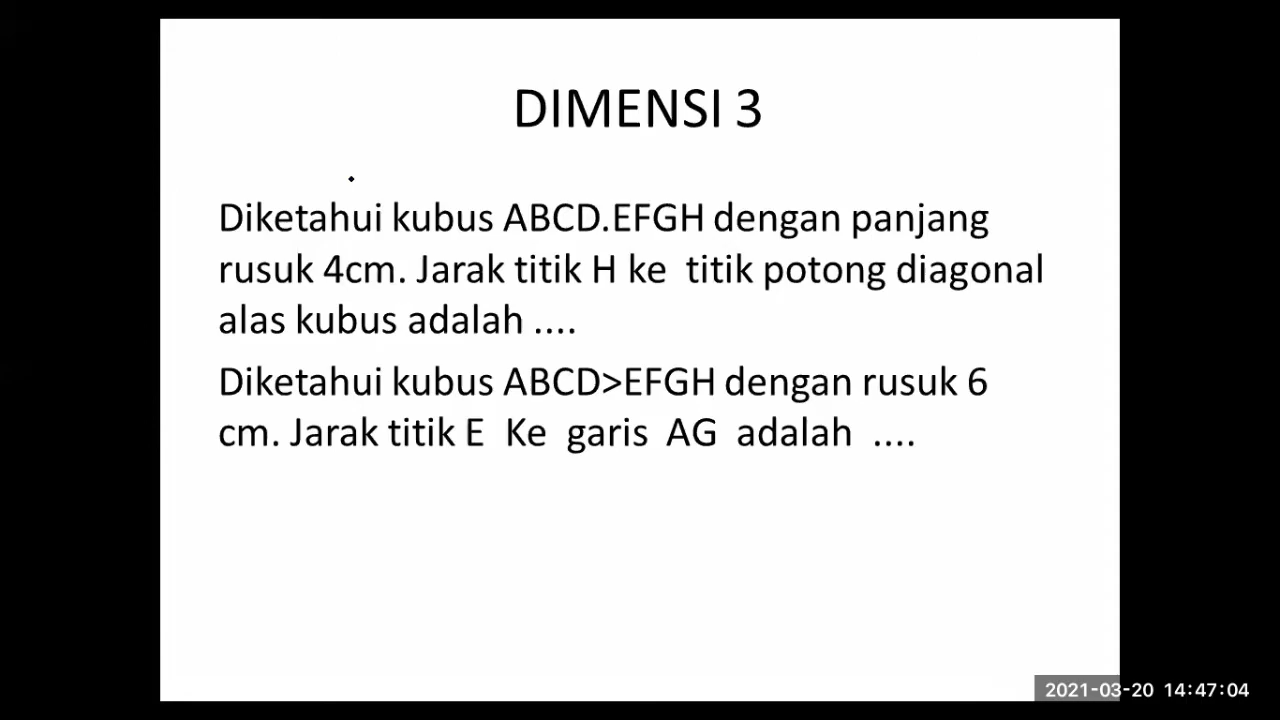 DIMENSI 3
Diketahui kubus ABCD.EFGH dengan panjang
rusuk 4cm. Jarak titik H ke titik potong diagonal
alas kubus adalah ....
Diketahui kubus ABCD>EFGH dengan rusuk 6
cm. Jarak titik E Ke garis AG adalah ....
2021-03-20 14:47:04